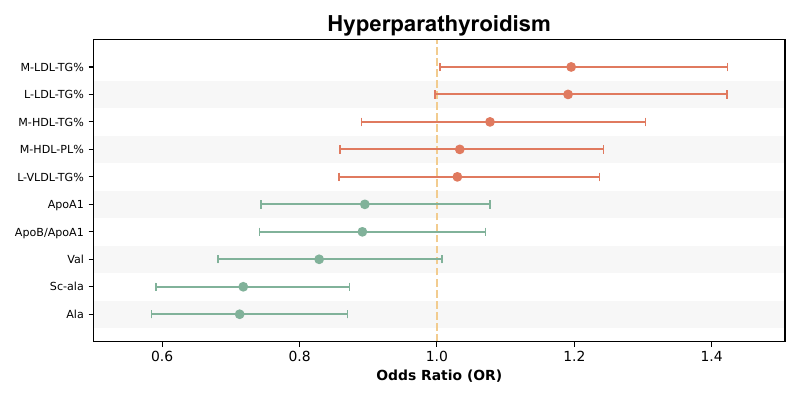 Hyperparathyroidism
M-LDL-TG%
L-LDL-TG%
M-HDL-TG%
M-HDL-PL%
L-VLDL-TG%
ApoA1
ApoB/ApoA1
Val
Sc-ala
Ala
0.6 0.8 1.0 1.2 1.4
Odds Ratio (OR)